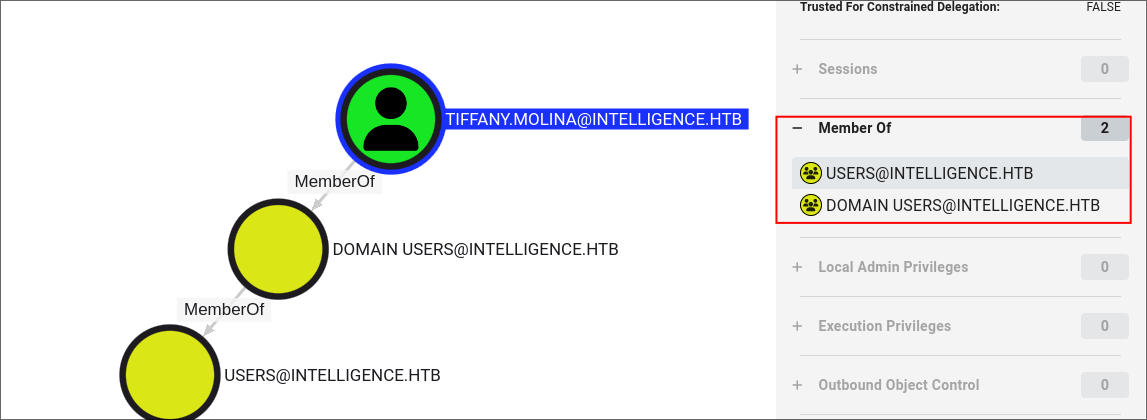 TIFFANY.MOLINA@INTELLIGENCE.HTB
MemberOf
DOMAIN USERS@INTELLIGENCE.HTB
MemberOf
USERS@INTELLIGENCE.HTB
Trusted For Constrained Delegation: FALSE
+ Sessions 0
− Member Of 2
USERS@INTELLIGENCE.HTB
DOMAIN USERS@INTELLIGENCE.HTB
+ Local Admin Privileges 0
+ Execution Privileges 0
+ Outbound Object Control 0